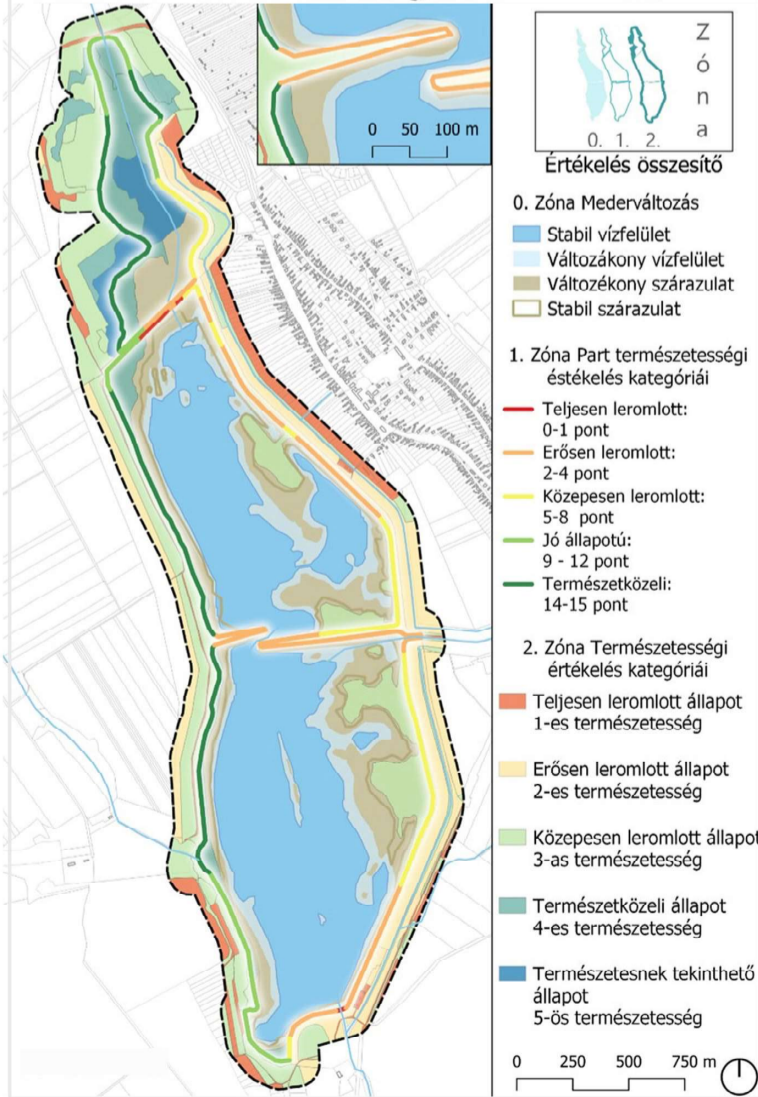 0 50 100 m
Zóna
0. 1. 2.
Értékelés összesítő
0. Zóna Mederváltozás
Stabil vízfelület
Változákony vízfelület
Változékony szárazulat
Stabil szárazulat
1. Zóna Part természetességi
éstékelés kategóriái
Teljesen leromlott:
0-1 pont
Erősen leromlott:
2-4 pont
Közepesen leromlott:
5-8 pont
Jó állapotú:
9 - 12 pont
Természetközeli:
14-15 pont
2. Zóna Természetességi
értékelés kategóriái
Teljesen leromlott állapot
1-es természetesség
Erősen leromlott állapot
2-es természetesség
Közepesen leromlott állapot
3-as természetesség
Természetközeli állapot
4-es természetesség
Természetesnek tekinthető
állapot
5-ös természetesség
0 250 500 750 m